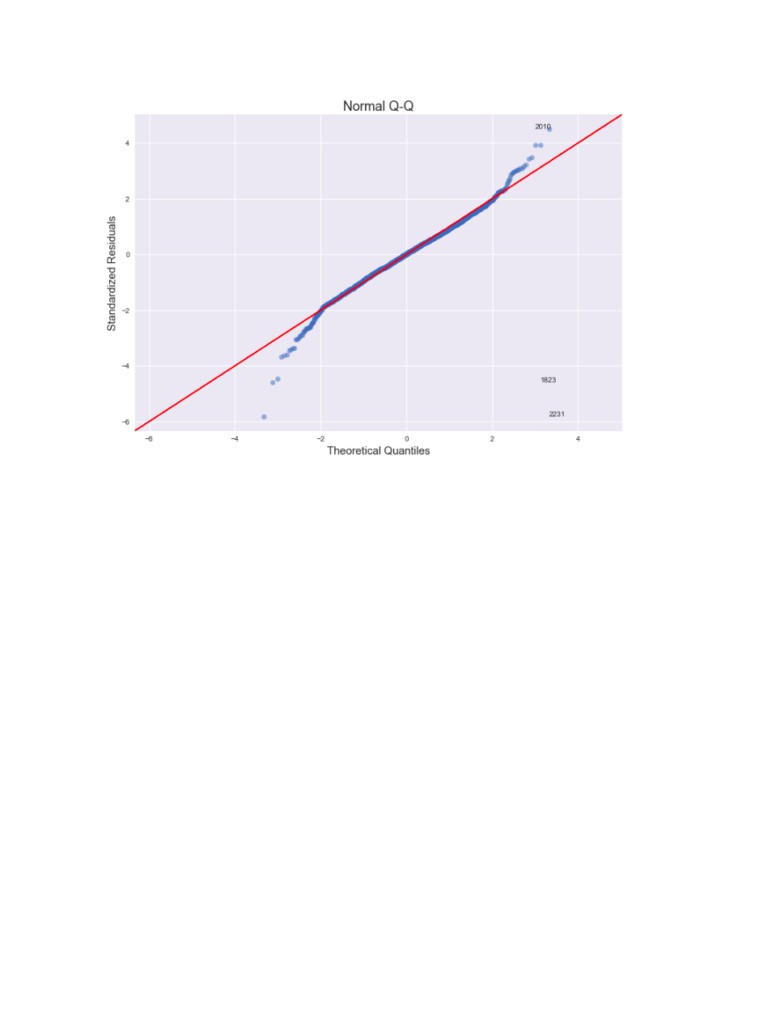 Normal Q-Q
2010
4
2
0
−2
−4
−6
1823
2231
Standardized Residuals
−6 −4 −2 0 2 4
Theoretical Quantiles